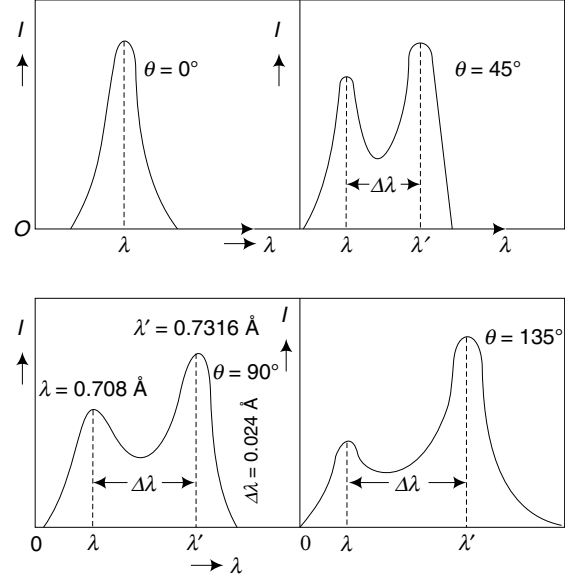 I
θ = 0°
O
λ
λ
I
θ = 45°
Δλ
λ
λ′
λ
I
λ′ = 0.7316 Å
θ = 90°
λ = 0.708 Å
Δλ = 0.024 Å
Δλ
0
λ
λ′
λ
I
θ = 135°
Δλ
0
λ
λ′